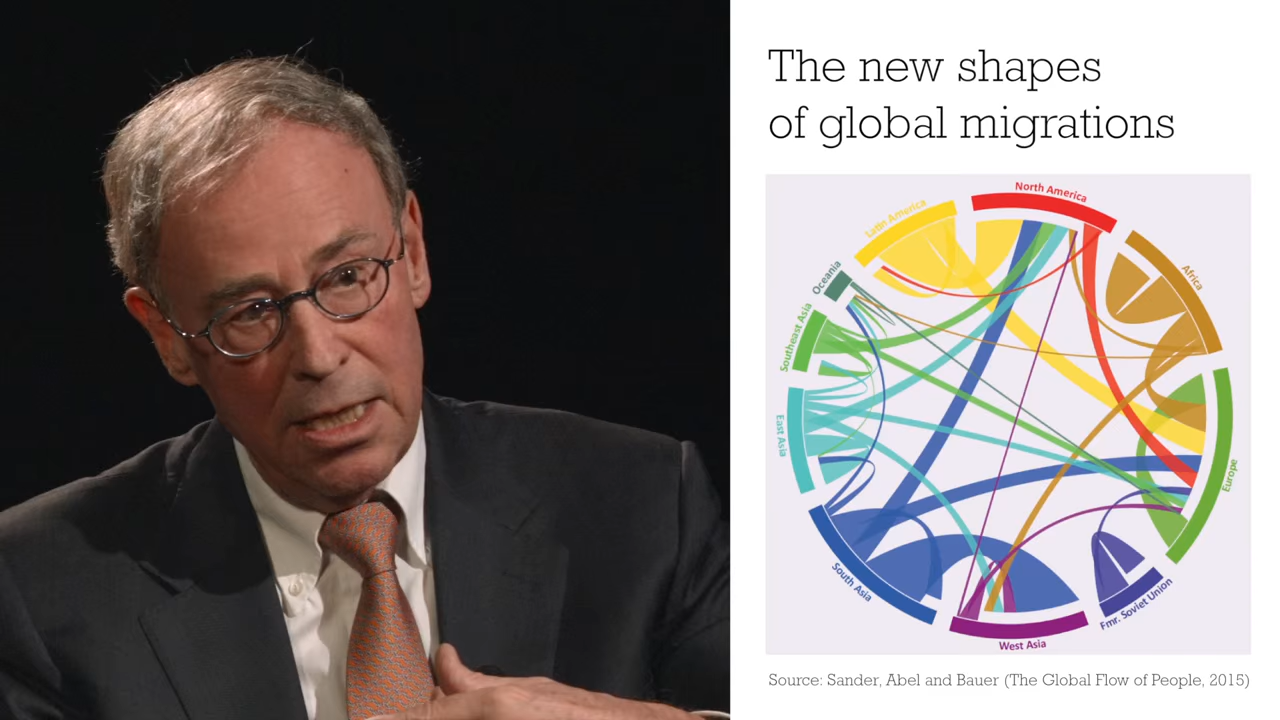 The new shapes
of global migrations
North America
Latin America
Africa
Oceania
Southeast Asia
East Asia
Europe
South Asia
Fmr. Soviet Union
West Asia
Source: Sander, Abel and Bauer (The Global Flow of People, 2015)